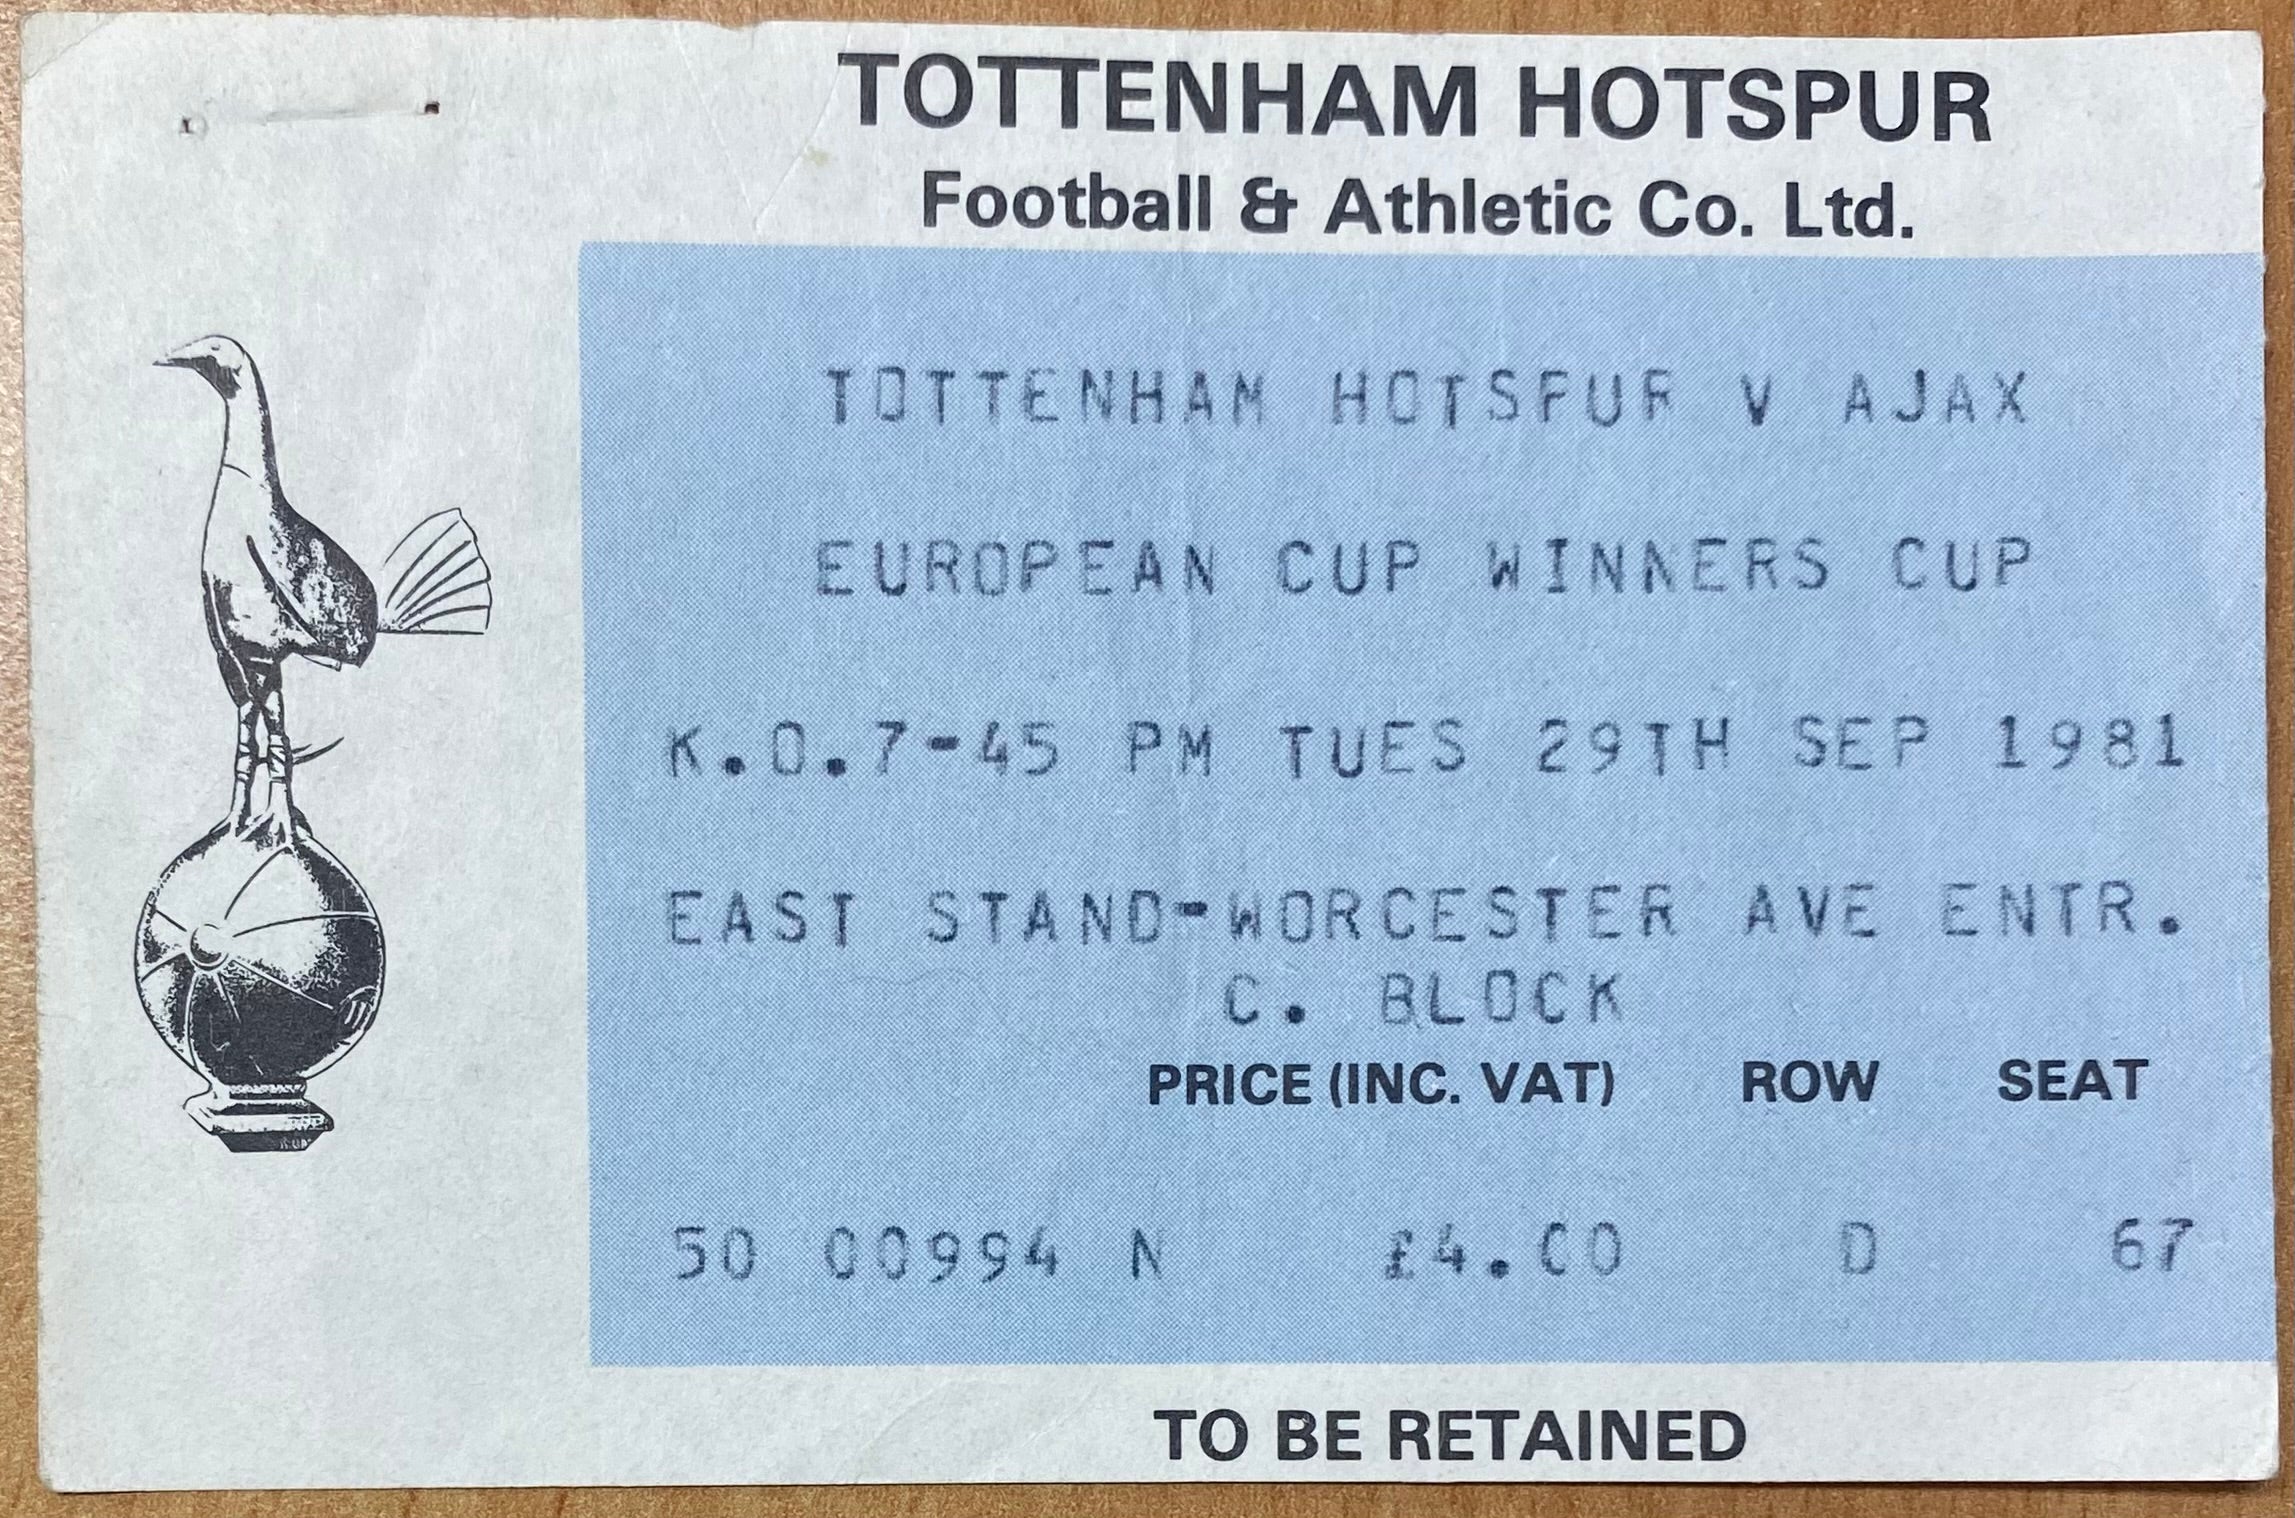 TOTTENHAM HOTSPUR
Football & Athletic Co. Ltd.
TOTTENHAM HOTSPUR V AJAX
EUROPEAN CUP WINNERS CUP
K.O.7-45 PM TUES 29TH SEP 1981
EAST STAND-WORCESTER AVE ENTR.
C. BLOCK
PRICE (INC. VAT) ROW SEAT
50 00994 N £4.00 D 67
TO BE RETAINED